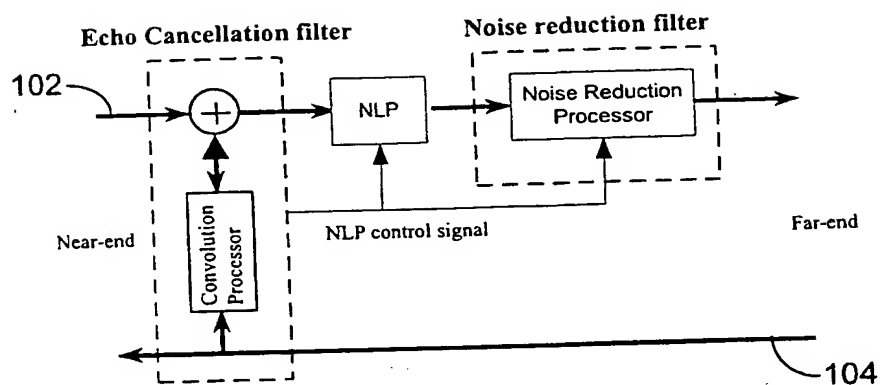 Echo Cancellation filter
Noise reduction filter
102
+
NLP
Noise Reduction
Processor
Convolution
Processor
Near-end
NLP control signal
Far-end
104